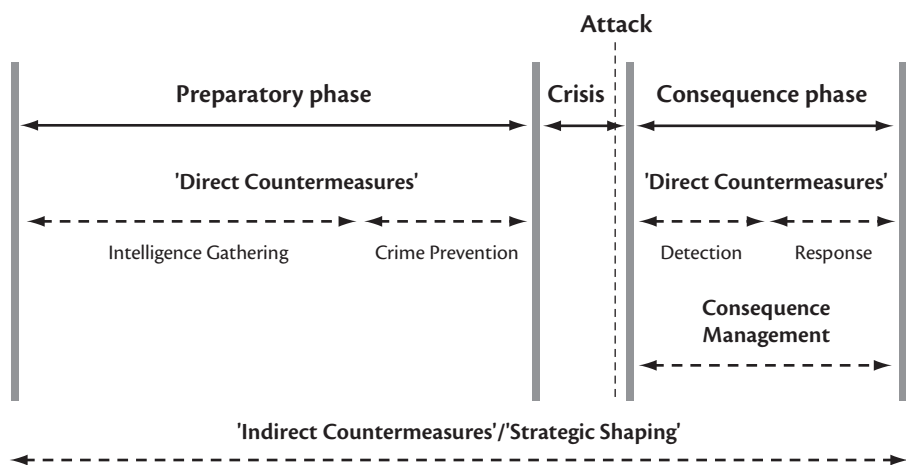 Attack
Preparatory phase
Crisis
Consequence phase
'Direct Countermeasures'
'Direct Countermeasures'
Intelligence Gathering
Crime Prevention
Detection
Response
Consequence
Management
'Indirect Countermeasures'/'Strategic Shaping'